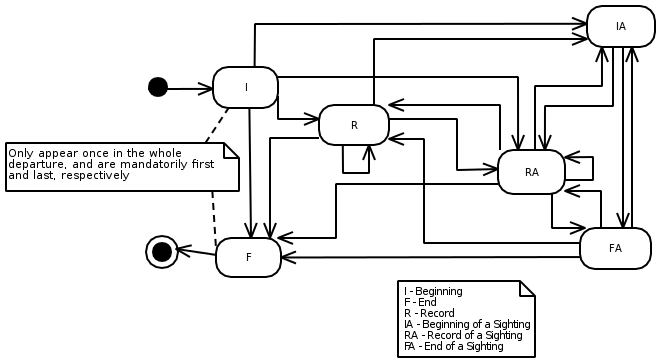 IA
I
R
Only appear once in the whole
departure, and are mandatorily first
and last, respectively
RA
F
FA
I - Beginning
F - End
R - Record
IA - Beginning of a Sighting
RA - Record of a Sighting
FA - End of a Sighting